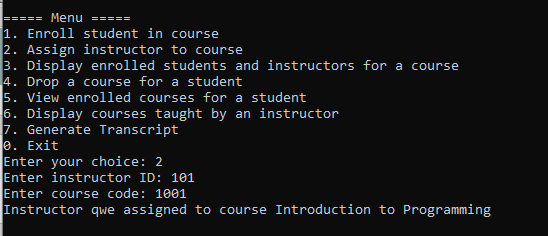 ===== Menu =====
1. Enroll student in course
2. Assign instructor to course
3. Display enrolled students and instructors for a course
4. Drop a course for a student
5. View enrolled courses for a student
6. Display courses taught by an instructor
7. Generate Transcript
0. Exit
Enter your choice: 2
Enter instructor ID: 101
Enter course code: 1001
Instructor qwe assigned to course Introduction to Programming